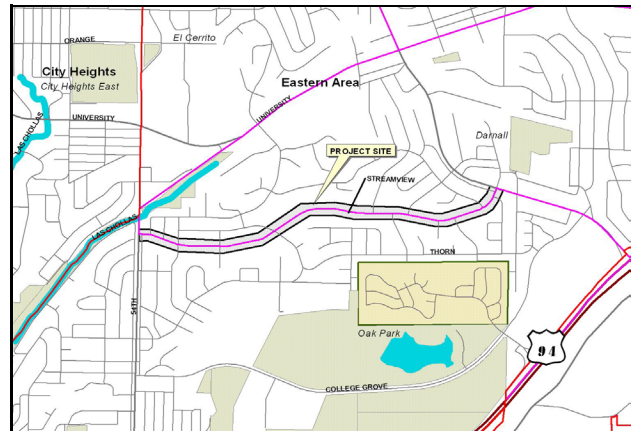 ORANGE
El Cerrito
City Heights
City Heights East
Eastern Area
UNIVERSITY
UNIVERSITY
LAS CHOLLAS
Darnall
PROJECT SITE
STREAMVIEW
LAS CHOLLAS
THORN
54TH
Oak Park
94
COLLEGE GROVE